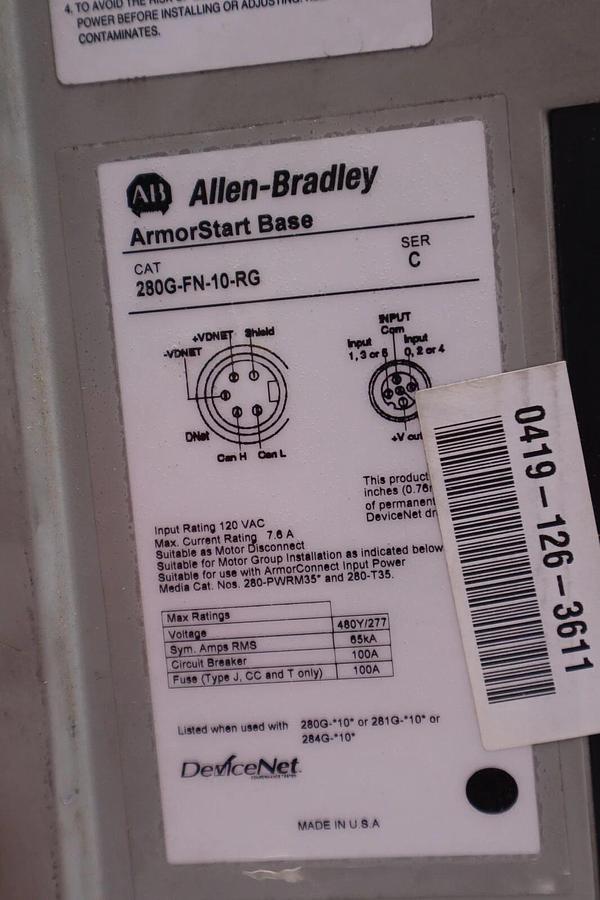 4. TO AVOID THE RISK OF
POWER BEFORE INSTALLING OR ADJUSTING.
CONTAMINATES.
AB Allen-Bradley
ArmorStart Base
CAT
280G-FN-10-RG
SER
C
+VDNET Shield
-VDNET
DNet
Can H Can L
INPUT
Com
Input
1, 3 or 5
Input
0, 2 or 4
+V out
This product
inches (0.76
of permanent
DeviceNet
Input Rating 120 VAC
Max. Current Rating 7.6 A
Suitable as Motor Disconnect
Suitable for Motor Group Installation as indicated below
Suitable for use with ArmorConnect Input Power
Media Cat. Nos. 280-PWRM35* and 280-T35.
Max Ratings
Voltage 480Y/277
Sym. Amps RMS 65kA
Circuit Breaker 100A
Fuse (Type J, CC and T only) 100A
Listed when used with 280G-*10* or 281G-*10* or
284G-*10*
DeviceNet
MADE IN U.S.A
0419-126-3611